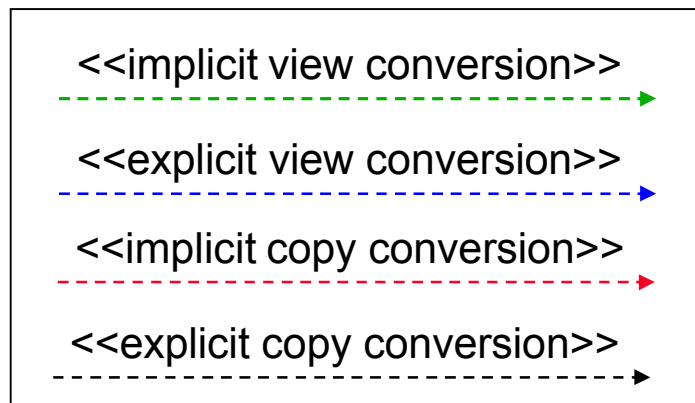 <<implicit view conversion>>
<<explicit view conversion>>
<<implicit copy conversion>>
<<explicit copy conversion>>